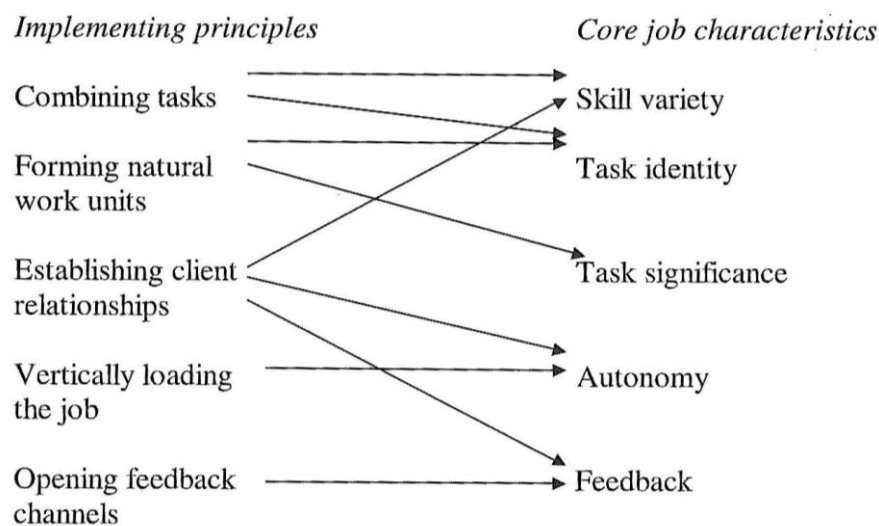 Implementing principles
Core job characteristics
Combining tasks
Skill variety
Forming natural
work units
Task identity
Establishing client
relationships
Task significance
Vertically loading
the job
Autonomy
Opening feedback
channels
Feedback